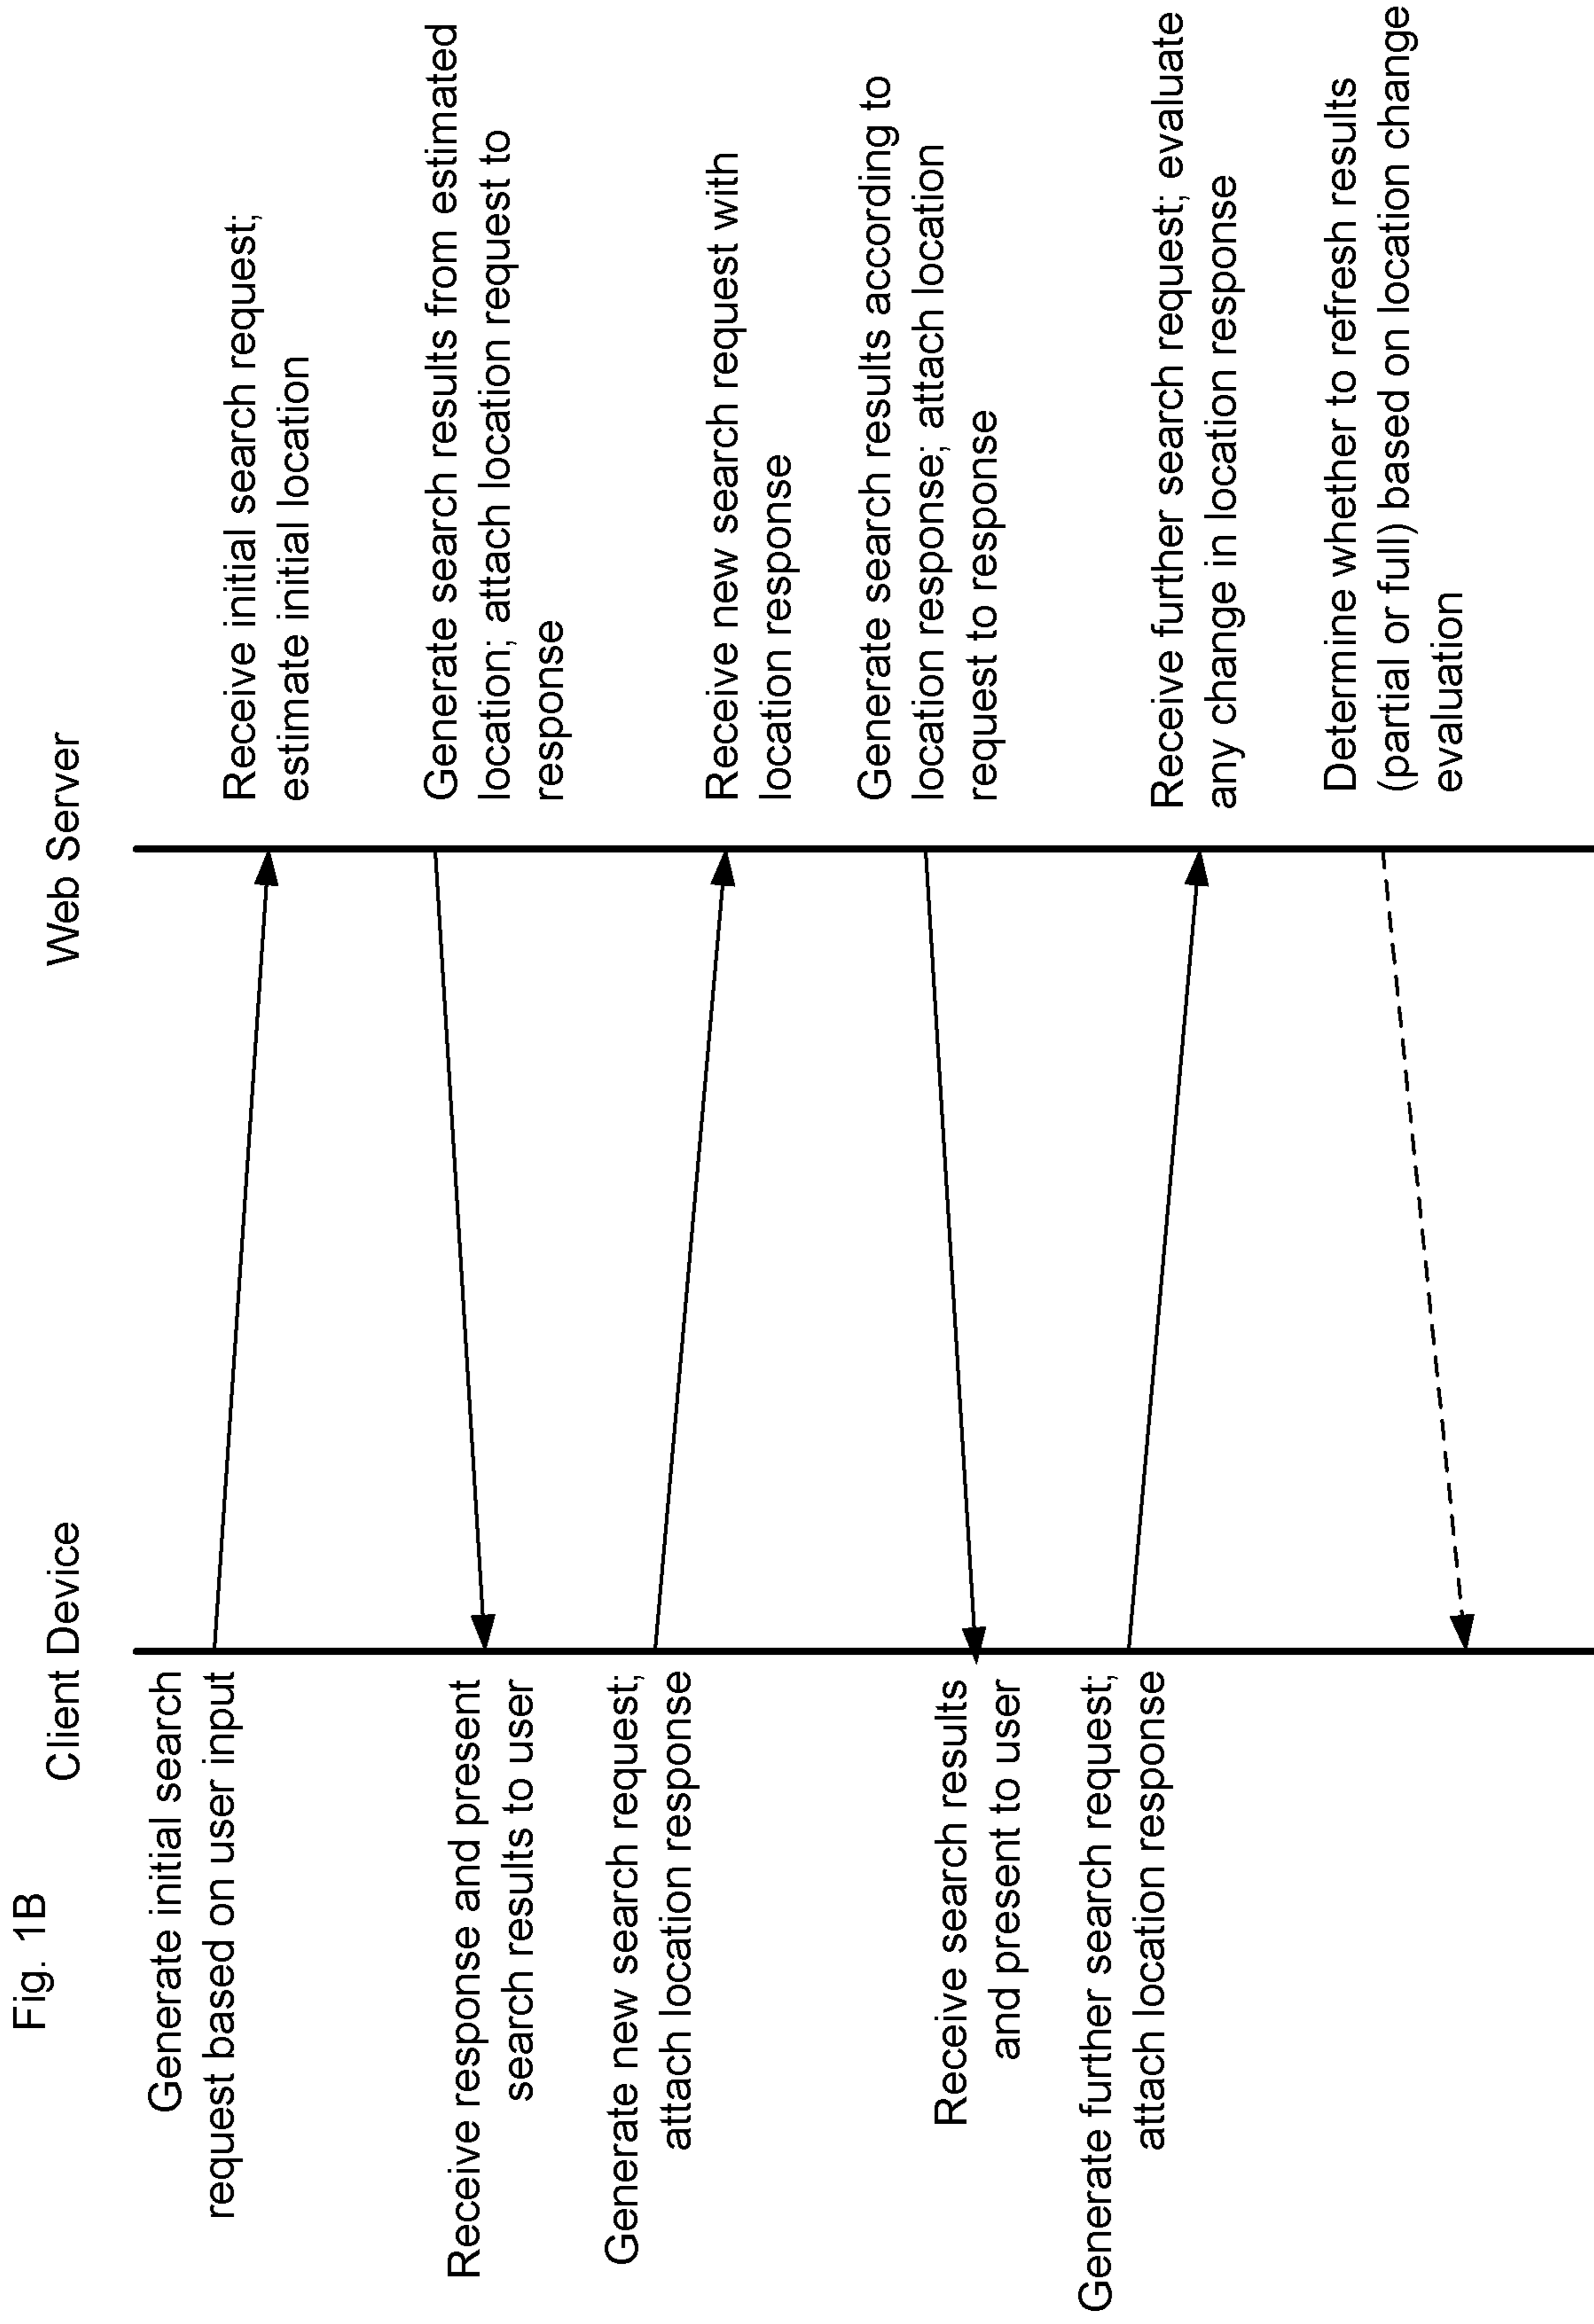 Fig. 1B
Client Device
Web Server
Generate initial search
request based on user input
Receive initial search request;
estimate initial location
Generate search results from estimated
location; attach location request to
response
Receive response and present
search results to user
Generate new search request;
attach location response
Receive new search request with
location response
Generate search results according to
location response; attach location
request to response
Receive search results
and present to user
Generate further search request;
attach location response
Receive further search request; evaluate
any change in location response
Determine whether to refresh results
(partial or full) based on location change
evaluation